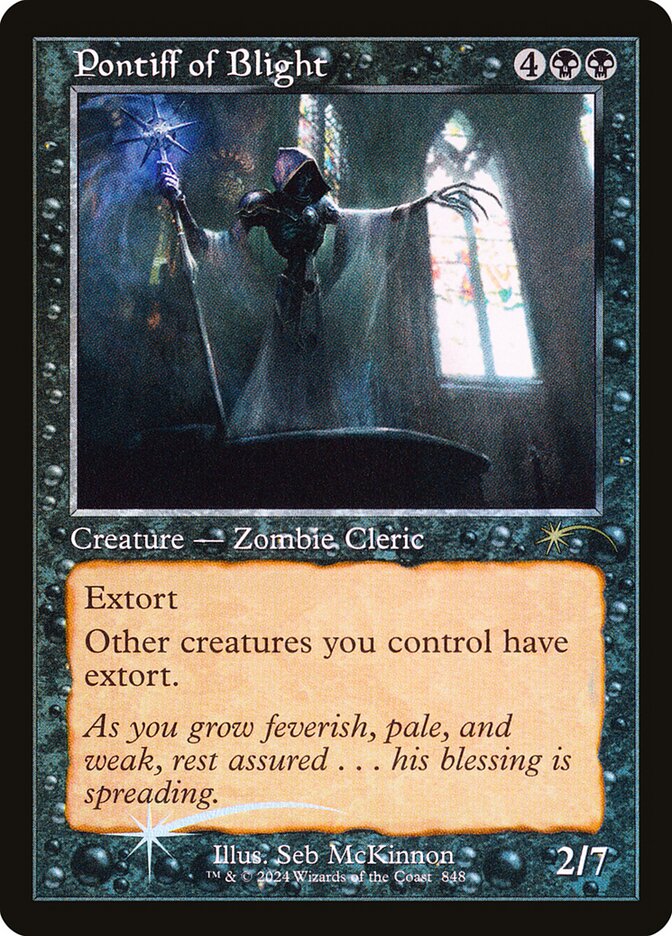 Pontiff of Blight 4
Creature — Zombie Cleric
Extort
Other creatures you control have
extort.
As you grow feverish, pale, and
weak, rest assured . . . his blessing is
spreading.
Illus. Seb McKinnon
™ & © 2024 Wizards of the Coast 848
2/7